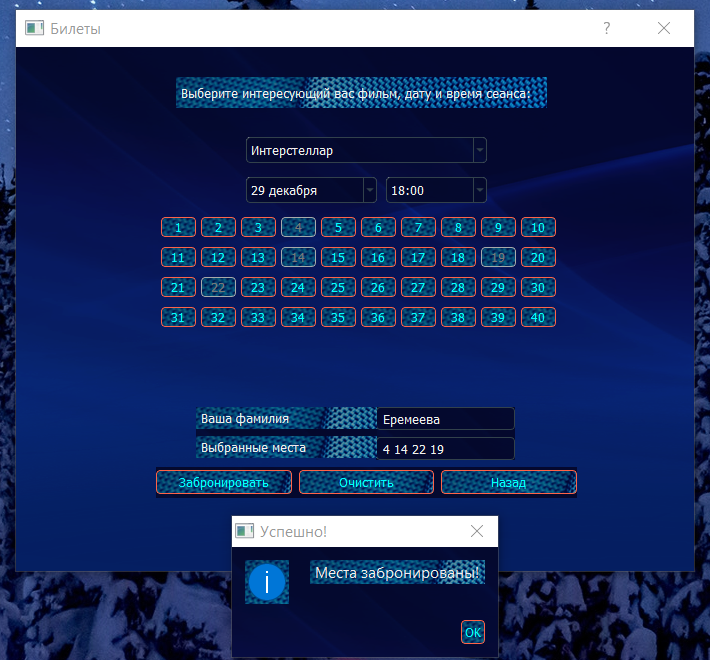 Билеты ?
Выберите интересующий вас фильм, дату и время сеанса:
Интерстеллар
29 декабря 18:00
1 2 3 4 5 6 7 8 9 10
11 12 13 14 15 16 17 18 19 20
21 22 23 24 25 26 27 28 29 30
31 32 33 34 35 36 37 38 39 40
Ваша фамилия Еремеева
Выбранные места 4 14 22 19
Забронировать Очистить Назад
Успешно!
i Места забронированы!
OK